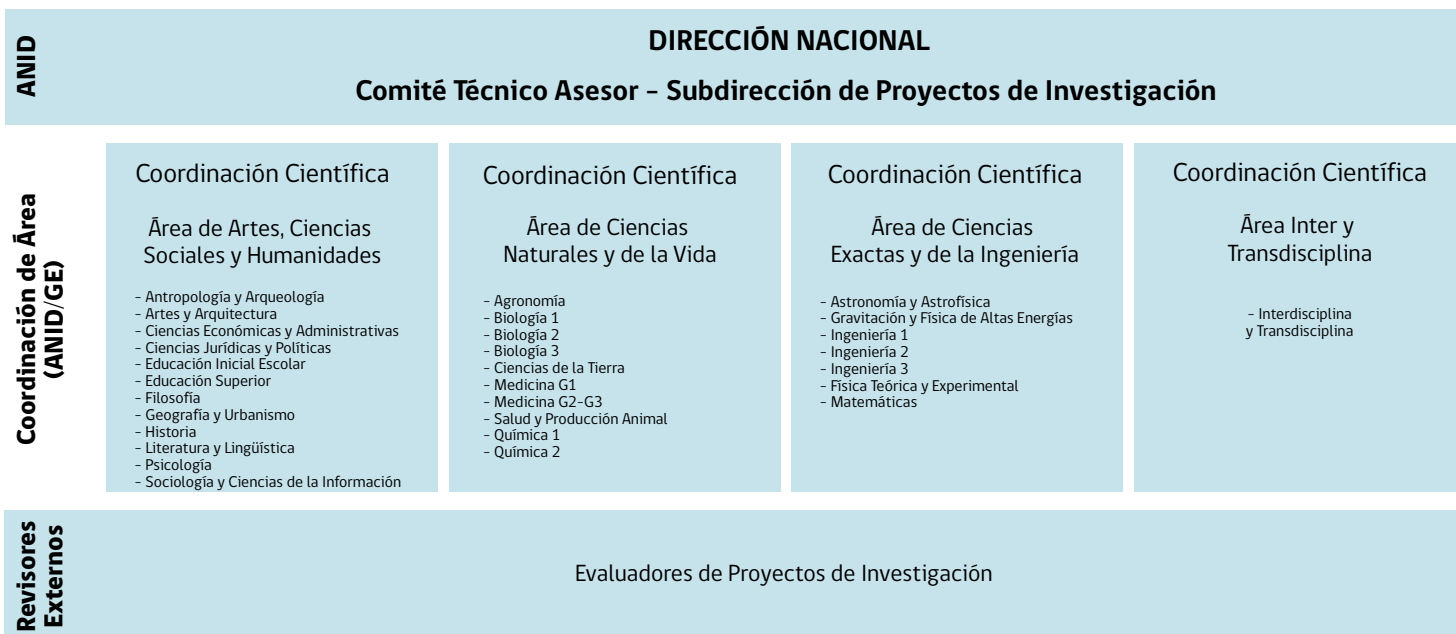 ANID
DIRECCIÓN NACIONAL
Comité Técnico Asesor – Subdirección de Proyectos de Investigación
Coordinación de Área
(ANID/GE)
Coordinación Científica
Área de Artes, Ciencias
Sociales y Humanidades
- Antropología y Arqueología
- Artes y Arquitectura
- Ciencias Económicas y Administrativas
- Ciencias Jurídicas y Políticas
- Educación Inicial Escolar
- Educación Superior
- Filosofía
- Geografía y Urbanismo
- Historia
- Literatura y Lingüística
- Psicología
- Sociología y Ciencias de la Información
Coordinación Científica
Área de Ciencias
Naturales y de la Vida
- Agronomía
- Biología 1
- Biología 2
- Biología 3
- Ciencias de la Tierra
- Medicina G1
- Medicina G2-G3
- Salud y Producción Animal
- Química 1
- Química 2
Coordinación Científica
Área de Ciencias
Exactas y de la Ingeniería
- Astronomía y Astrofísica
- Gravitación y Física de Altas Energías
- Ingeniería 1
- Ingeniería 2
- Ingeniería 3
- Física Teórica y Experimental
- Matemáticas
Coordinación Científica
Área Inter y
Transdisciplina
- Interdisciplina
y Transdisciplina
Revisores
Externos
Evaluadores de Proyectos de Investigación